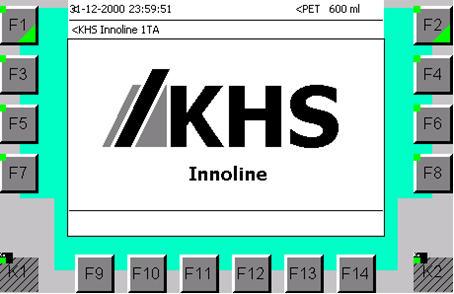 31-12-2000 23:59:51 <PET 600 ml
<KHS Innoline 1TA
F1 F2
F3 F4
KHS
F5 F6
Innoline
F7 F8
K1 F9 F10 F11 F12 F13 F14 K2